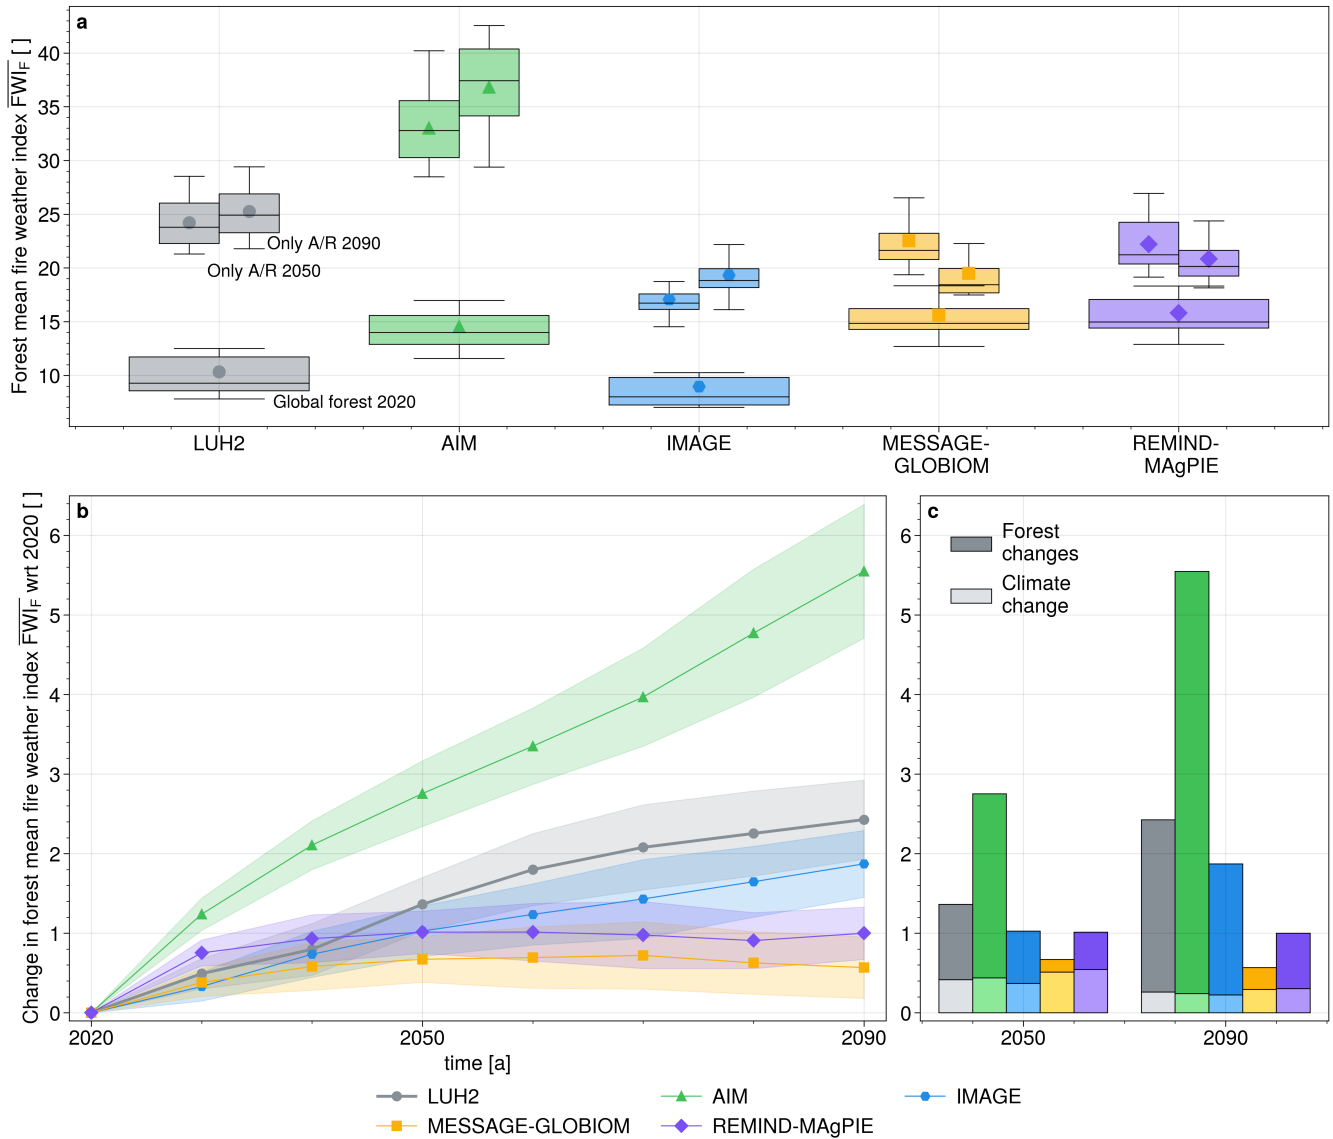 a
Forest mean fire weather index FWI_F [ ]
40
35
30
25
20
15
10
Only A/R 2090
Only A/R 2050
Global forest 2020
LUH2
AIM
IMAGE
MESSAGE-
GLOBIOM
REMIND-
MAgPIE
b
Change in forest mean fire weather index FWI_F wrt 2020 [ ]
6
5
4
3
2
1
0
2020
2050
2090
time [a]
c
Forest
changes
Climate
change
6
5
4
3
2
1
0
2050
2090
LUH2
AIM
IMAGE
MESSAGE-GLOBIOM
REMIND-MAgPIE